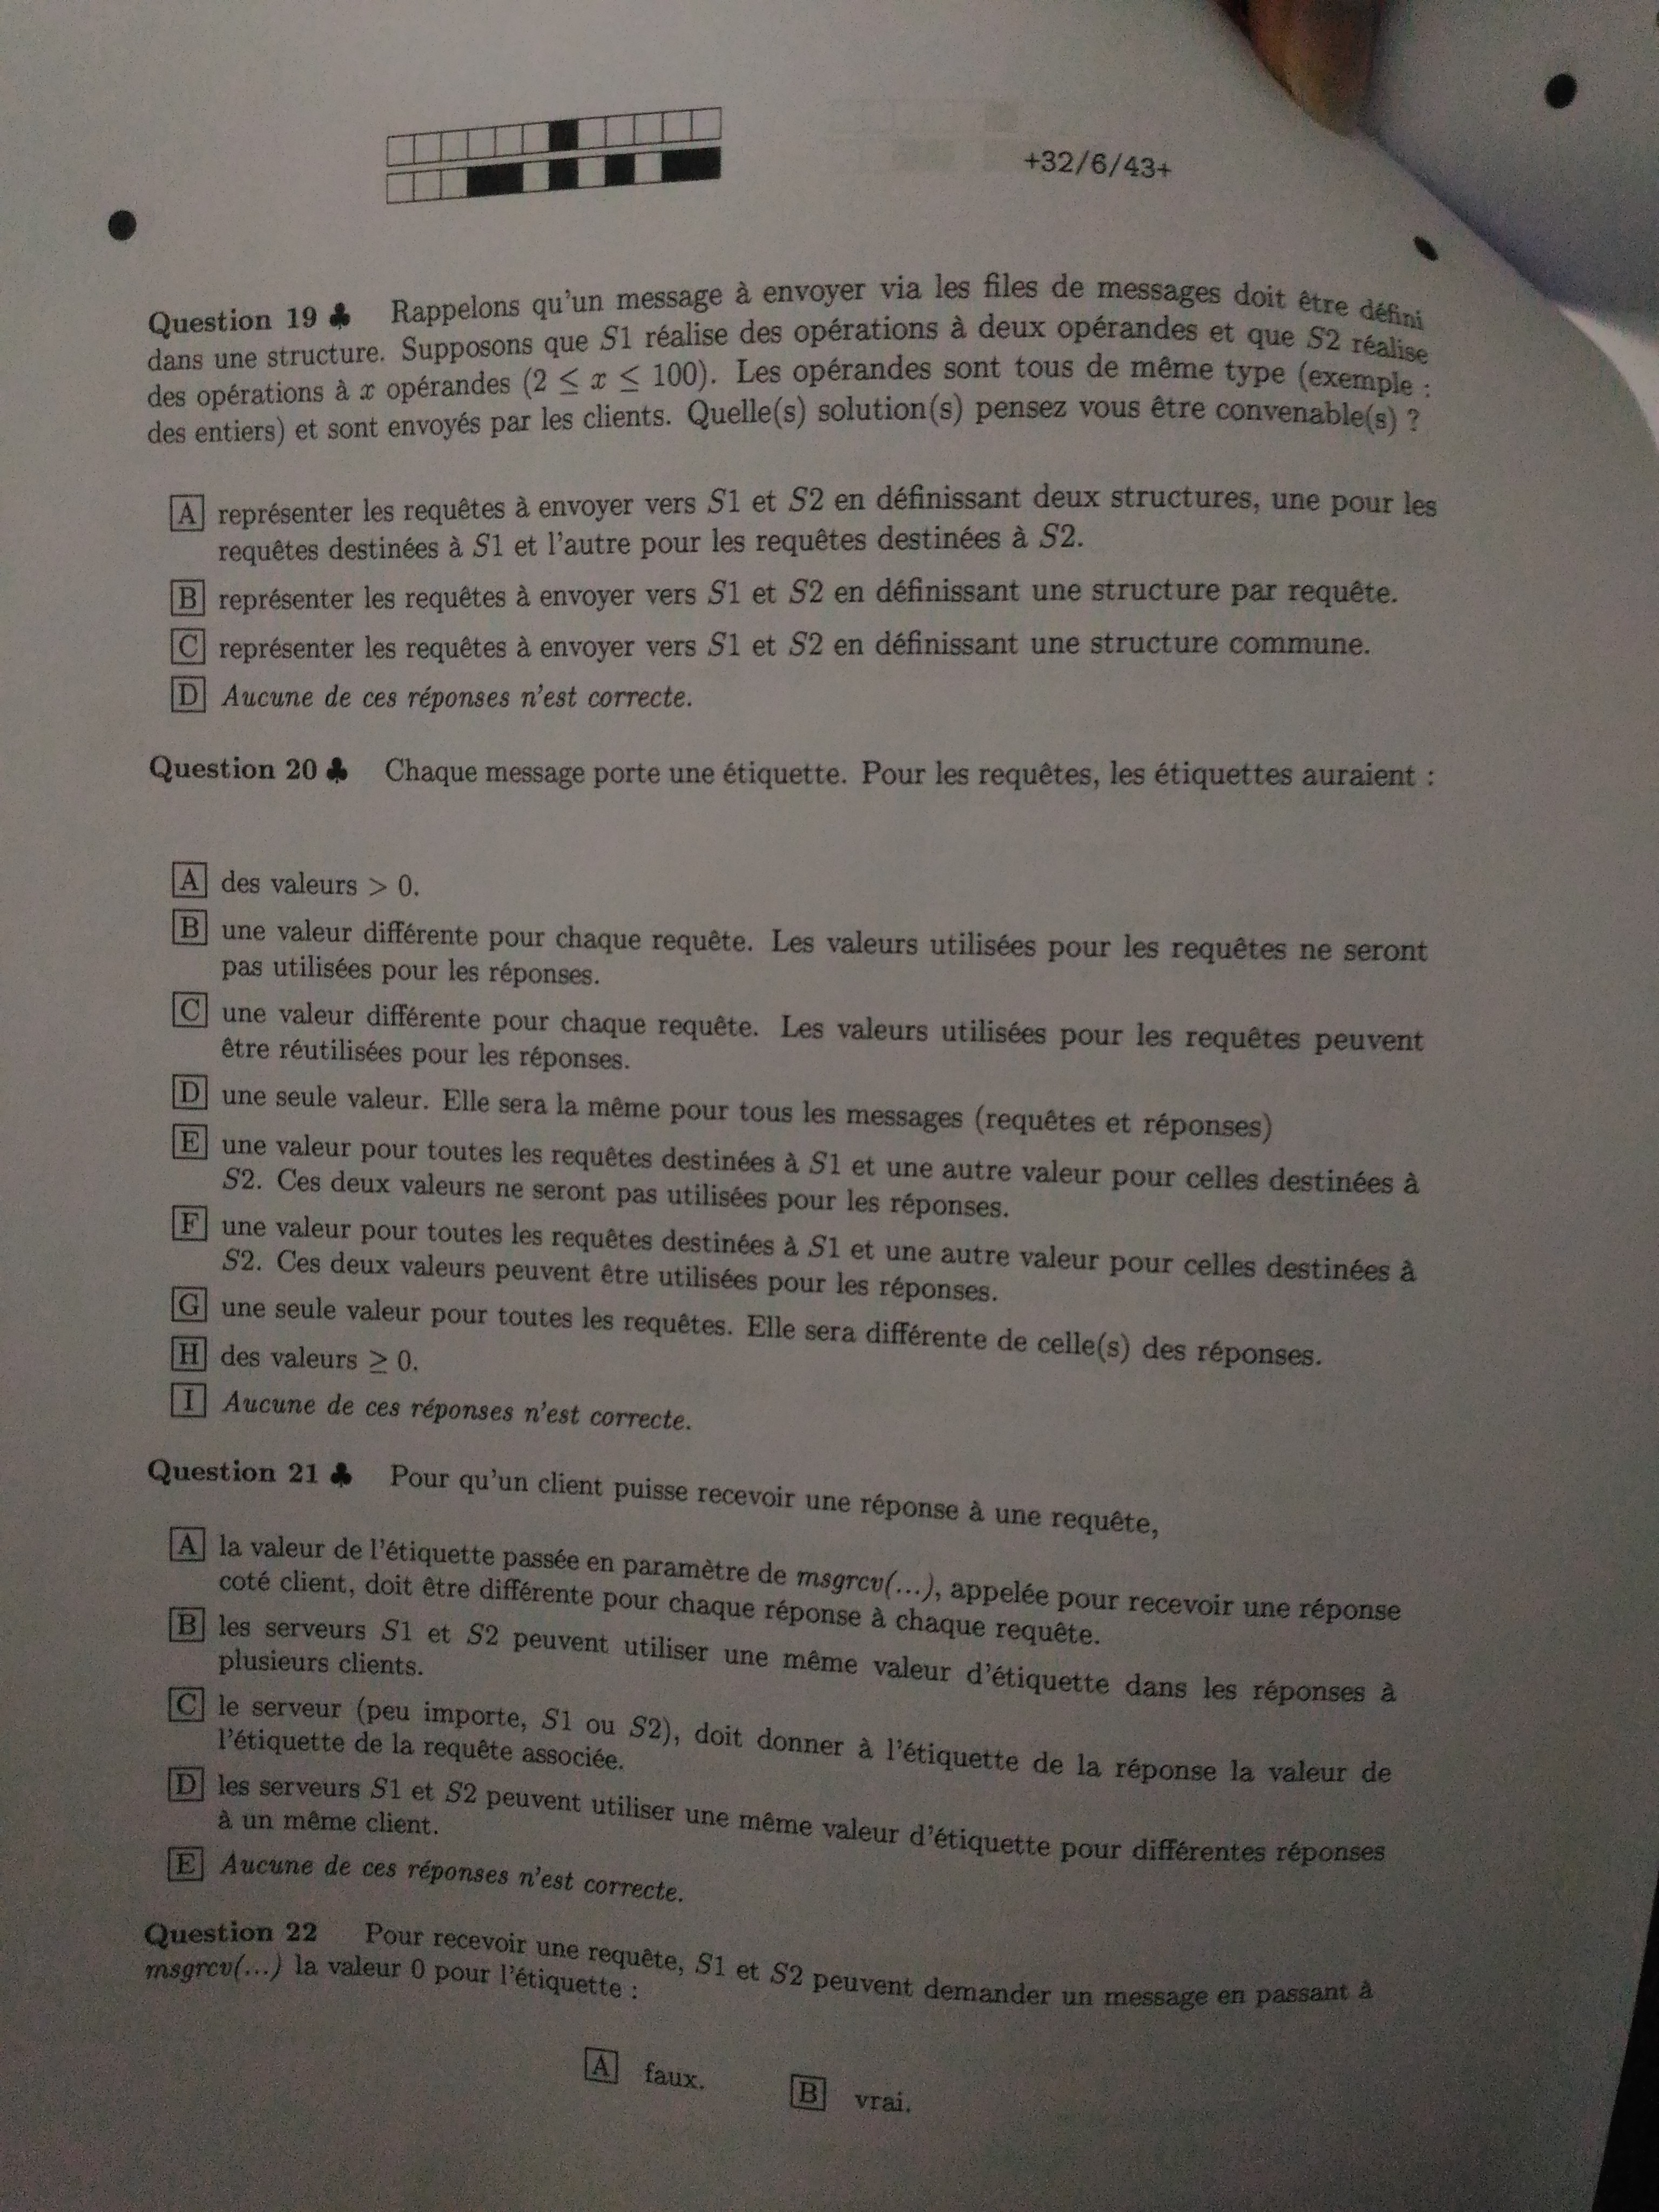 +32/6/43+
Question 19 ♣ Rappelons qu'un message à envoyer via les files de messages doit être défini
dans une structure. Supposons que S1 réalise des opérations à deux opérandes et que S2 réalise
des opérations à x opérandes (2 ≤ x ≤ 100). Les opérandes sont tous de même type (exemple :
des entiers) et sont envoyés par les clients. Quelle(s) solution(s) pensez vous être convenable(s) ?
A représenter les requêtes à envoyer vers S1 et S2 en définissant deux structures, une pour les
requêtes destinées à S1 et l'autre pour les requêtes destinées à S2.
B représenter les requêtes à envoyer vers S1 et S2 en définissant une structure par requête.
C représenter les requêtes à envoyer vers S1 et S2 en définissant une structure commune.
D Aucune de ces réponses n'est correcte.
Question 20 ♣ Chaque message porte une étiquette. Pour les requêtes, les étiquettes auraient :
A des valeurs > 0.
B une valeur différente pour chaque requête. Les valeurs utilisées pour les requêtes ne seront
pas utilisées pour les réponses.
C une valeur différente pour chaque requête. Les valeurs utilisées pour les requêtes peuvent
être réutilisées pour les réponses.
D une seule valeur. Elle sera la même pour tous les messages (requêtes et réponses)
E une valeur pour toutes les requêtes destinées à S1 et une autre valeur pour celles destinées à
S2. Ces deux valeurs ne seront pas utilisées pour les réponses.
F une valeur pour toutes les requêtes destinées à S1 et une autre valeur pour celles destinées à
S2. Ces deux valeurs peuvent être utilisées pour les réponses.
G une seule valeur pour toutes les requêtes. Elle sera différente de celle(s) des réponses.
H des valeurs ≥ 0.
I Aucune de ces réponses n'est correcte.
Question 21 ♣ Pour qu'un client puisse recevoir une réponse à une requête,
A la valeur de l'étiquette passée en paramètre de msgrcv(...), appelée pour recevoir une réponse
coté client, doit être différente pour chaque réponse à chaque requête.
B les serveurs S1 et S2 peuvent utiliser une même valeur d'étiquette dans les réponses à
plusieurs clients.
C le serveur (peu importe, S1 ou S2), doit donner à l'étiquette de la réponse la valeur de
l'étiquette de la requête associée.
D les serveurs S1 et S2 peuvent utiliser une même valeur d'étiquette pour différentes réponses
à un même client.
E Aucune de ces réponses n'est correcte.
Question 22 Pour recevoir une requête, S1 et S2 peuvent demander un message en passant à
msgrcv(...) la valeur 0 pour l'étiquette :
A faux. B vrai.